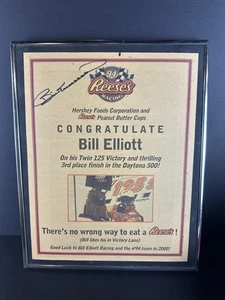 94
Reese's
RACING
Hershey Foods Corporation and
Reese's Peanut Butter Cups
CONGRATULATE
Bill Elliott
On his Twin 125 Victory and thrilling
3rd place finish in the Daytona 500!
125's
There's no wrong way to eat a Reese's!
(Bill likes his in Victory Lane)
Good Luck to Bill Elliott Racing and the #94 team in 2000!